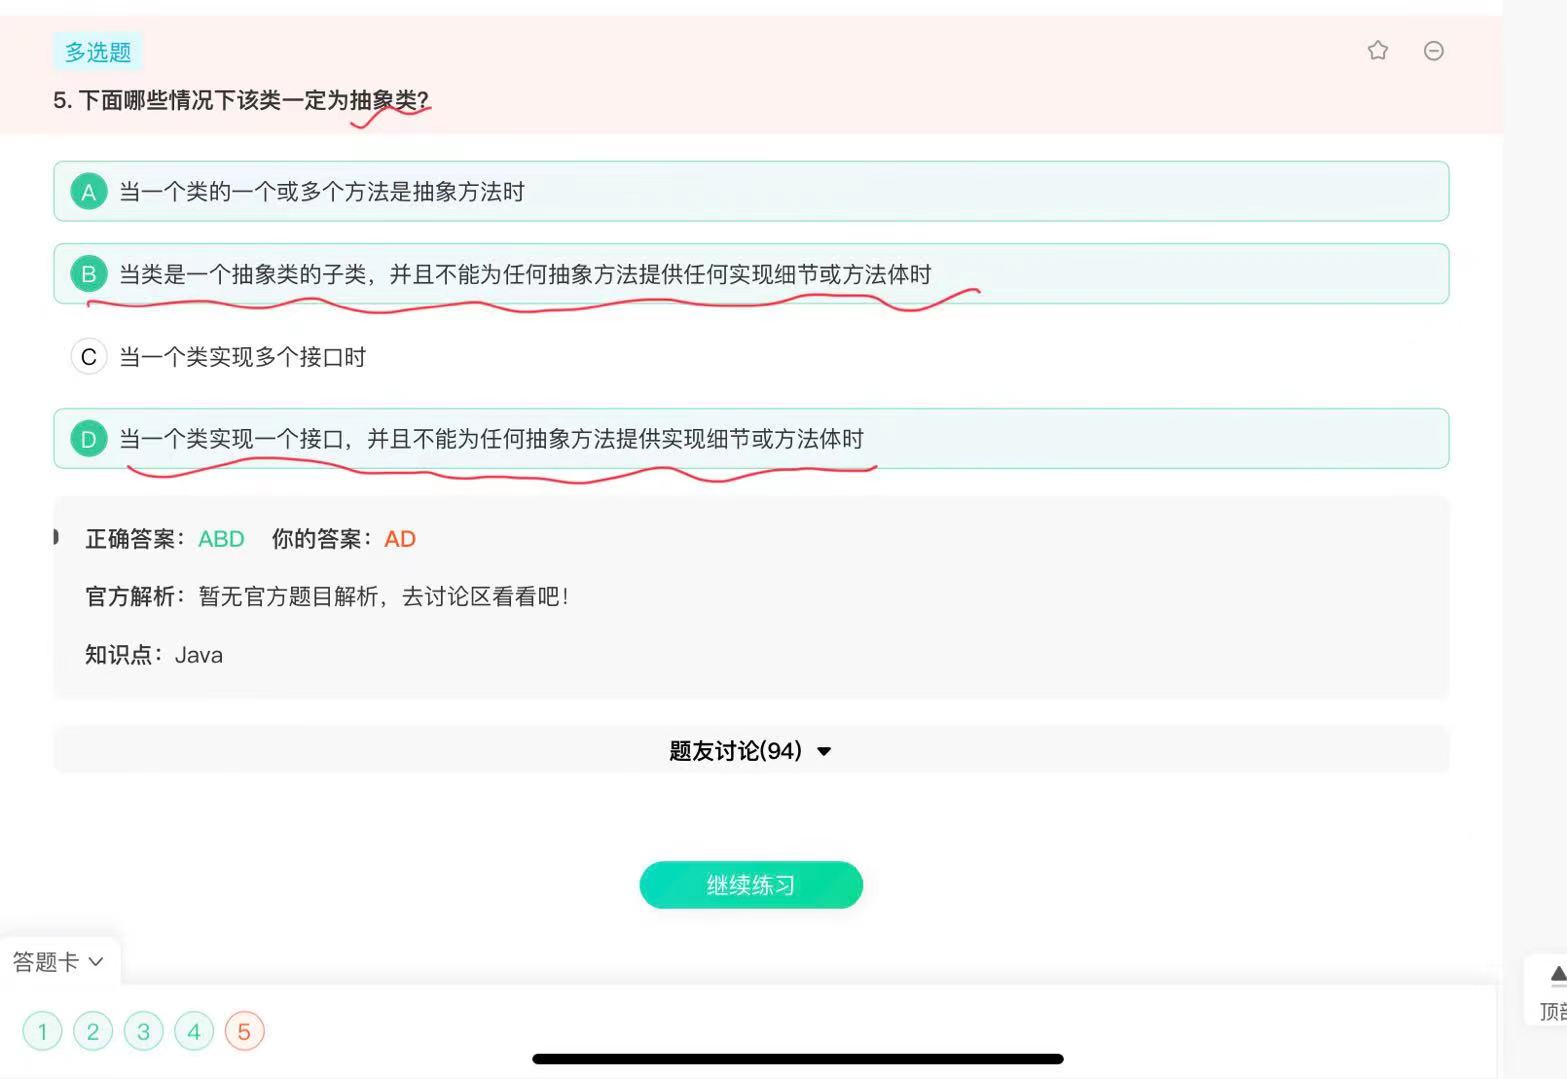 多选题
5. 下面哪些情况下该类一定为抽象类?
A 当一个类的一个或多个方法是抽象方法时
B 当类是一个抽象类的子类，并且不能为任何抽象方法提供任何实现细节或方法体时
C 当一个类实现多个接口时
D 当一个类实现一个接口，并且不能为任何抽象方法提供实现细节或方法体时
正确答案：ABD 你的答案：AD
官方解析：暂无官方题目解析，去讨论区看看吧！
知识点：Java
题友讨论(94)
继续练习
答题卡
顶部
1 2 3 4 5